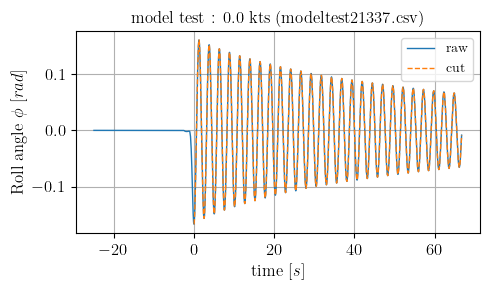 model test : 0.0 kts (modeltest21337.csv)
raw
cut
Roll angle ϕ [rad]
0.1
0.0
−0.1
−20 0 20 40 60
time [s]